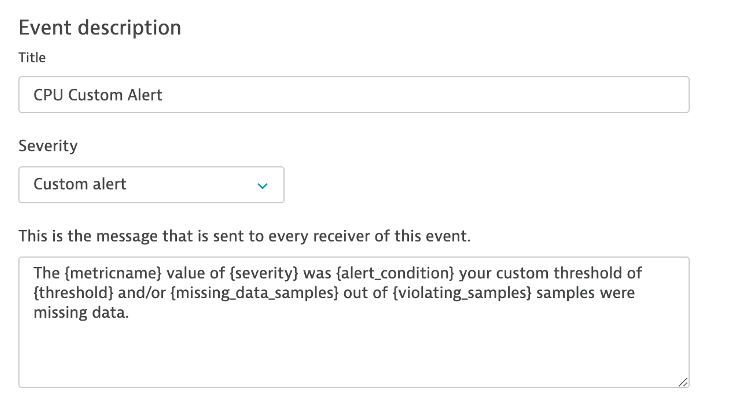 Event description
Title
CPU Custom Alert
Severity
Custom alert
This is the message that is sent to every receiver of this event.
The {metricname} value of {severity} was {alert_condition} your custom threshold of
{threshold} and/or {missing_data_samples} out of {violating_samples} samples were
missing data.